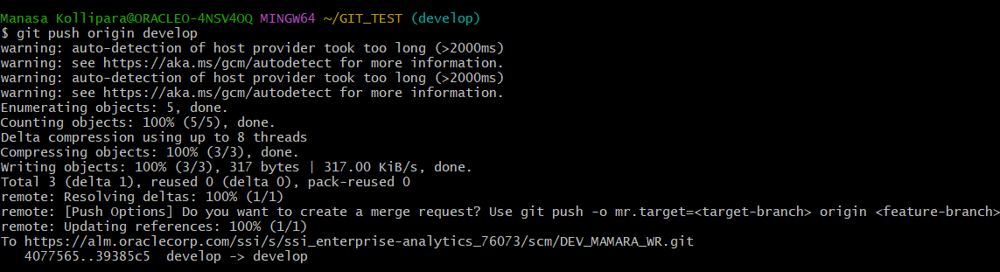 Manasa Kollipara@ORACLEO-4NSV4OQ MINGW64 ~/GIT_TEST (develop)
$ git push origin develop
warning: auto-detection of host provider took too long (>2000ms)
warning: see https://aka.ms/gcm/autodetect for more information.
warning: auto-detection of host provider took too long (>2000ms)
warning: see https://aka.ms/gcm/autodetect for more information.
Enumerating objects: 5, done.
Counting objects: 100% (5/5), done.
Delta compression using up to 8 threads
Compressing objects: 100% (3/3), done.
Writing objects: 100% (3/3), 317 bytes | 317.00 KiB/s, done.
Total 3 (delta 1), reused 0 (delta 0), pack-reused 0
remote: Resolving deltas: 100% (1/1)
remote: [Push Options] Do you want to create a merge request? Use git push -o mr.target=<target-branch> origin <feature-branch>
remote: Updating references: 100% (1/1)
To https://alm.oraclecorp.com/ssi/s/ssi_enterprise-analytics_76073/scm/DEV_MAMARA_WR.git
   4077565..39385c5  develop -> develop